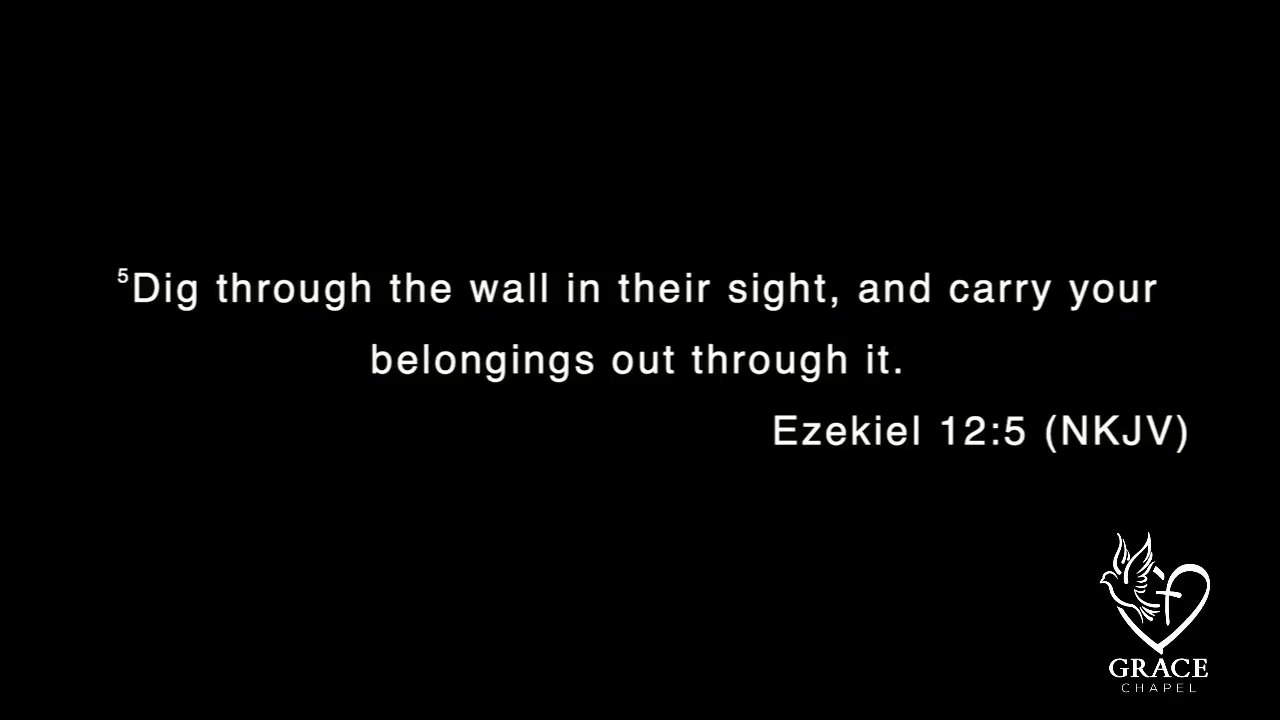 ⁵Dig through the wall in their sight, and carry your
belongings out through it.
Ezekiel 12:5 (NKJV)
GRACE
CHAPEL